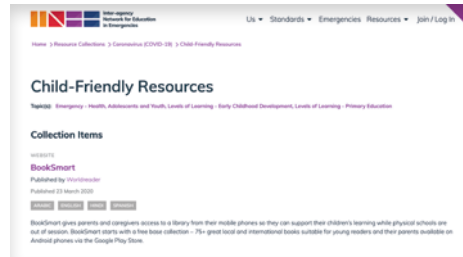 INEE Inter-agency
Network for Education
in Emergencies
Us Standards Emergencies Resources Join / Log In
Home > Resource Collections > Coronavirus (COVID-19) > Child-Friendly Resources
Child-Friendly Resources
Topic(s): Emergency - Health, Adolescents and Youth, Levels of Learning - Early Childhood Development, Levels of Learning - Primary Education
Collection Items
WEBSITE
BookSmart
Published by Worldreader
Published 23 March 2020
ARABIC ENGLISH HINDI SPANISH
BookSmart gives parents and caregivers access to a library from their mobile phones so they can support their children's learning while physical schools are
out of session. BookSmart starts with a free base collection – 75+ great local and international books suitable for young readers and their parents available on
Android phones via the Google Play Store.